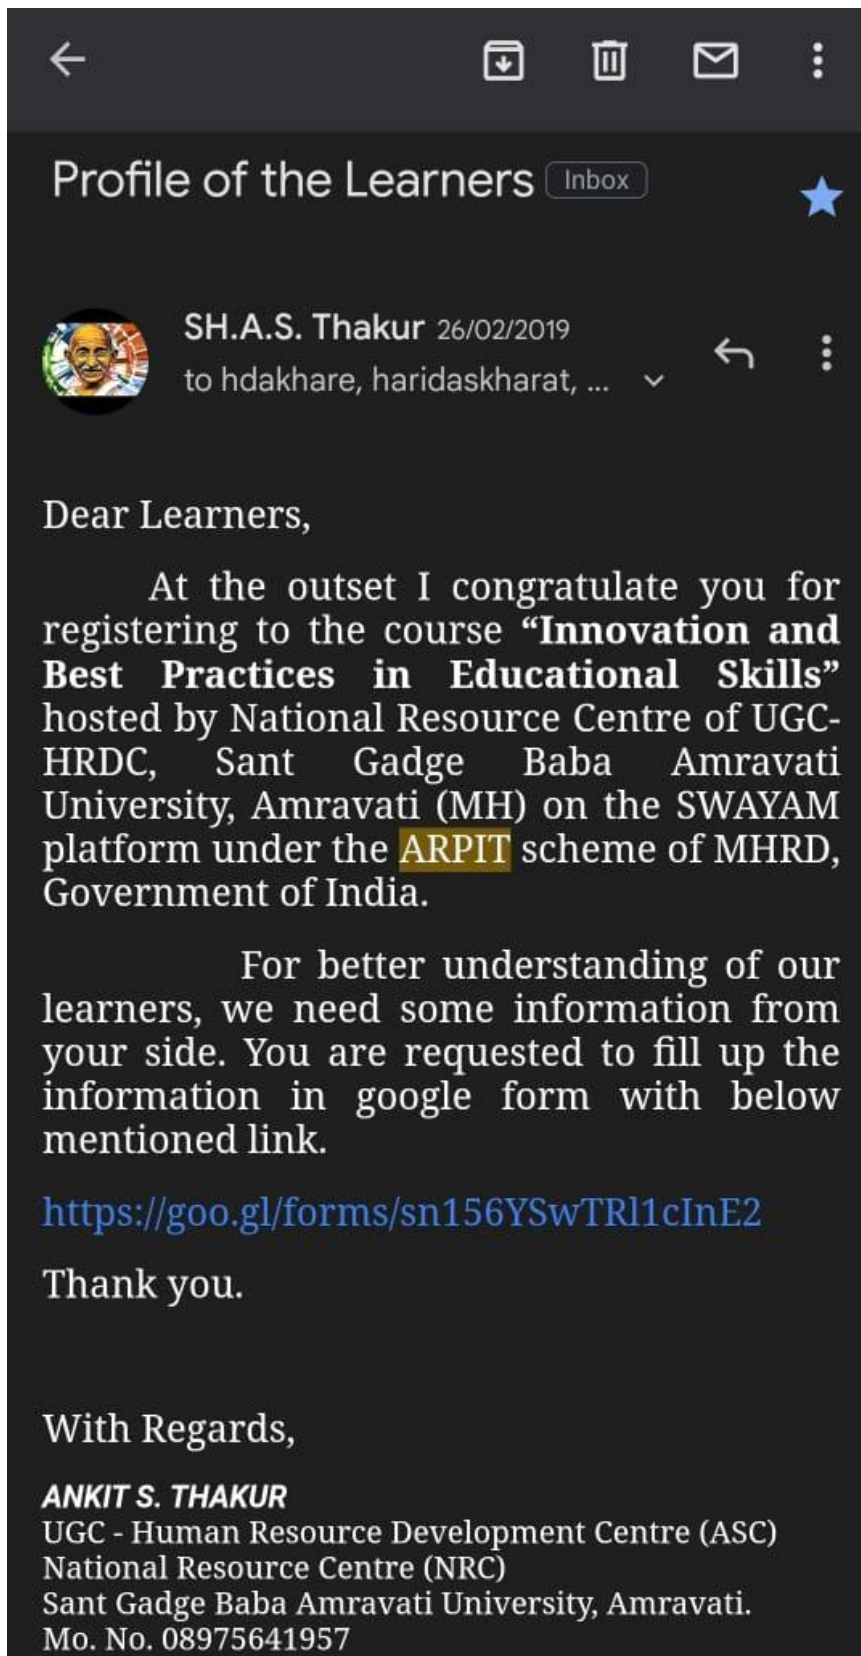 Profile of the Learners Inbox
SH.A.S. Thakur 26/02/2019
to hdakhare, haridaskharat, ...
Dear Learners,
At the outset I congratulate you for
registering to the course “Innovation and
Best Practices in Educational Skills”
hosted by National Resource Centre of UGC-
HRDC, Sant Gadge Baba Amravati
University, Amravati (MH) on the SWAYAM
platform under the ARPIT scheme of MHRD,
Government of India.
For better understanding of our
learners, we need some information from
your side. You are requested to fill up the
information in google form with below
mentioned link.
https://goo.gl/forms/sn156YSwTRl1cInE2
Thank you.
With Regards,
ANKIT S. THAKUR
UGC - Human Resource Development Centre (ASC)
National Resource Centre (NRC)
Sant Gadge Baba Amravati University, Amravati.
Mo. No. 08975641957